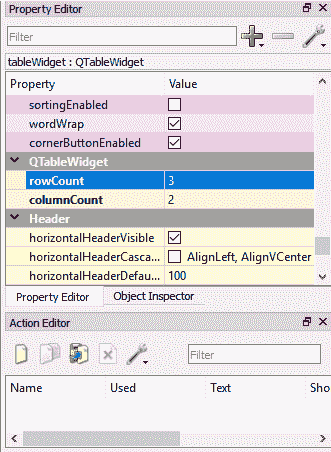 Property Editor
Filter
tableWidget : QTableWidget
Property Value
sortingEnabled
wordWrap
cornerButtonEnabled
QTableWidget
rowCount 3
columnCount 2
Header
horizontalHeaderVisible
horizontalHeaderCasca... AlignLeft, AlignVCenter
horizontalHeaderDefau... 100
Property Editor Object Inspector
Action Editor
Filter
Name Used Text Sho